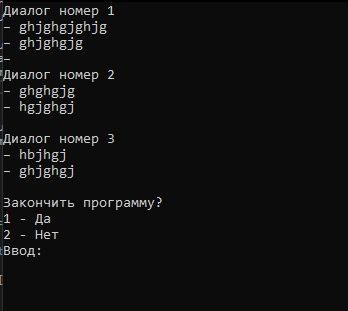 Диалог номер 1
- ghjghgjghjg
- ghjghgjg
-
Диалог номер 2
- ghghgjg
- hgjghgj
Диалог номер 3
- hbjhgj
- ghjghgj
Закончить программу?
1 - Да
2 - Нет
Ввод: